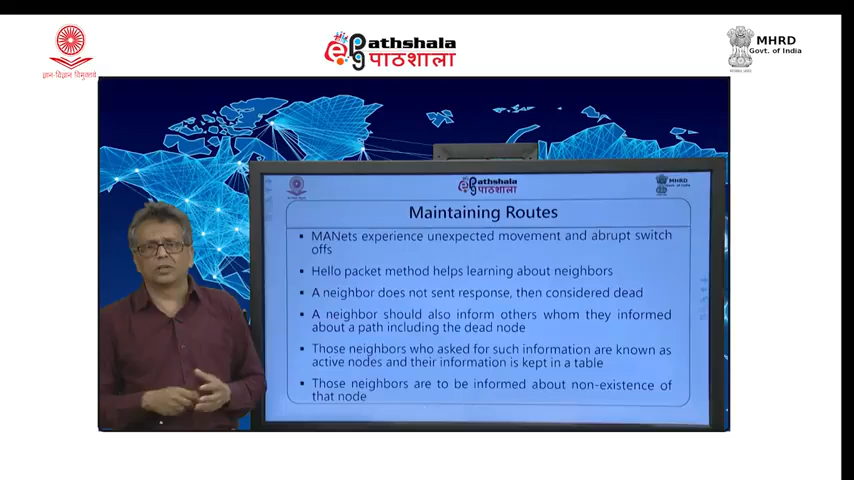 ज्ञान-विज्ञान विमुक्तये
ePathshala
पाठशाला
MHRD
Govt. of India
ePathshala
पाठशाला
MHRD
Govt. of India
Maintaining Routes
▪ MANets experience unexpected movement and abrupt switch
offs
▪ Hello packet method helps learning about neighbors
▪ A neighbor does not sent response, then considered dead
▪ A neighbor should also inform others whom they informed
about a path including the dead node
▪ Those neighbors who asked for such information are known as
active nodes and their information is kept in a table
▪ Those neighbors are to be informed about non-existence of
that node